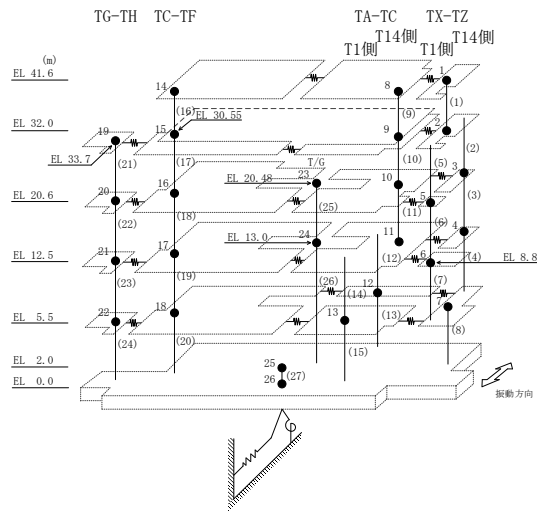 TG-TH TC-TF TA-TC TX-TZ
T1側 T14側 T1側 T14側
(m)
EL 41.6
14 8 1
(16) (9) (1)
EL 30.55
EL 32.0
19 15 9 2
EL 33.7
(21) (17) (10) (2)
T/G
EL 20.48 23
10 (5) 3
EL 20.6
20 16 5
(22) (18) (25) (11) (3)
EL 13.0 24
11 (6) 4
EL 12.5
21 17 6
EL 8.8
(23) (19) (12) (4)
(26) (14) 12 (7)
EL 5.5
22 18 13 (13) 7
(24) (20) (15) (8)
EL 2.0
25
EL 0.0
26 (27)
振動方向